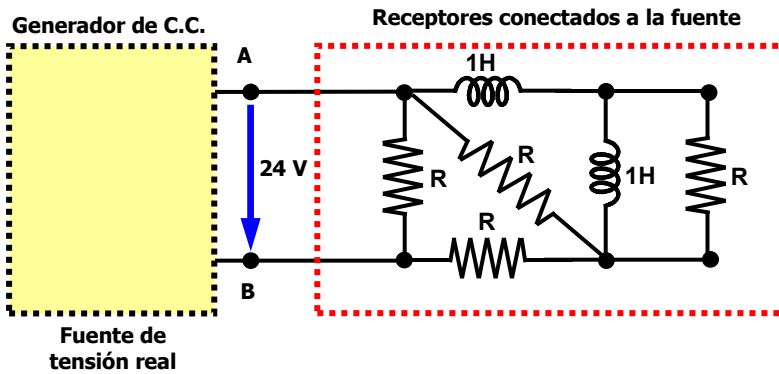 Generador de C.C.
Receptores conectados a la fuente
A
1H
24 V
R
R
1H
R
R
B
Fuente de
tensión real